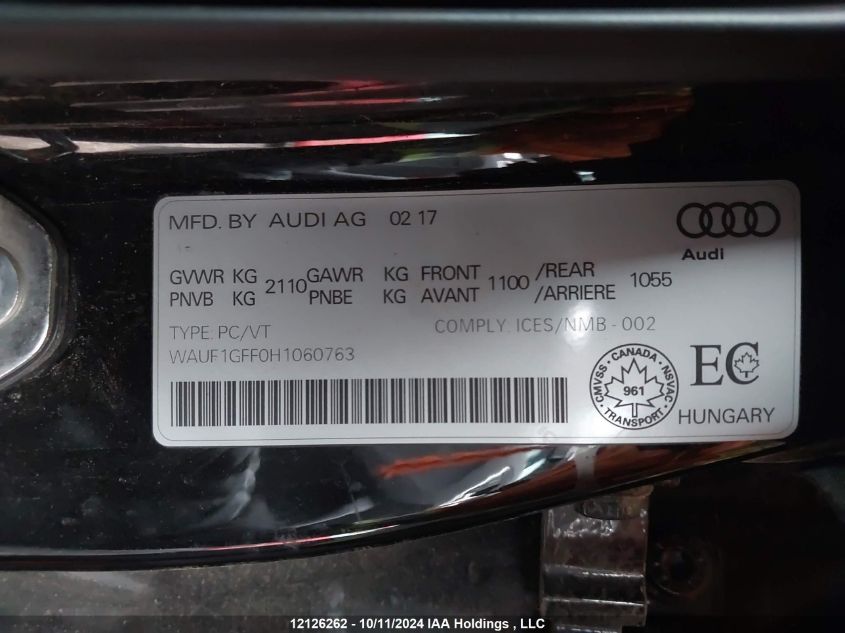 MFD. BY AUDI AG 02 17
Audi
GVWR KG 2110 GAWR KG FRONT 1100 /REAR 1055
PNVB KG PNBE KG AVANT /ARRIERE
TYPE: PC/VT COMPLY. ICES/NMB - 002
WAUF1GFF0H1060763
CMVSS · CANADA · NSVAC · TRANSPORT ·
961
EC
HUNGARY
12126262 - 10/11/2024 IAA Holdings , LLC